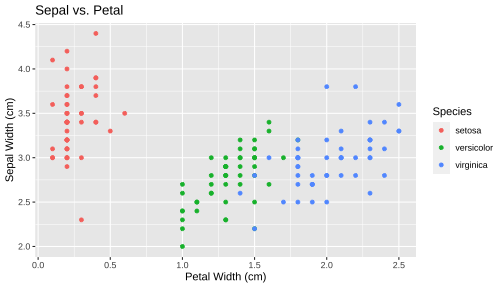 Sepal vs. Petal
4.5
4.0
3.5
3.0
2.5
2.0
Sepal Width (cm)
0.0 0.5 1.0 1.5 2.0 2.5
Petal Width (cm)
Species
setosa
versicolor
virginica